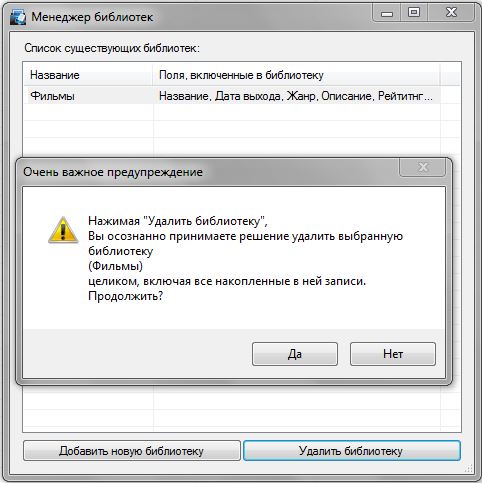 Менеджер библиотек
Список существующих библиотек:
Название Поля, включенные в библиотеку
Фильмы Название, Дата выхода, Жанр, Описание, Рейтитнг...
Очень важное предупреждение
Нажимая "Удалить библиотеку",
Вы осознанно принимаете решение удалить выбранную
библиотеку
(Фильмы)
целиком, включая все накопленные в ней записи.
Продолжить?
Да Нет
Добавить новую библиотеку Удалить библиотеку